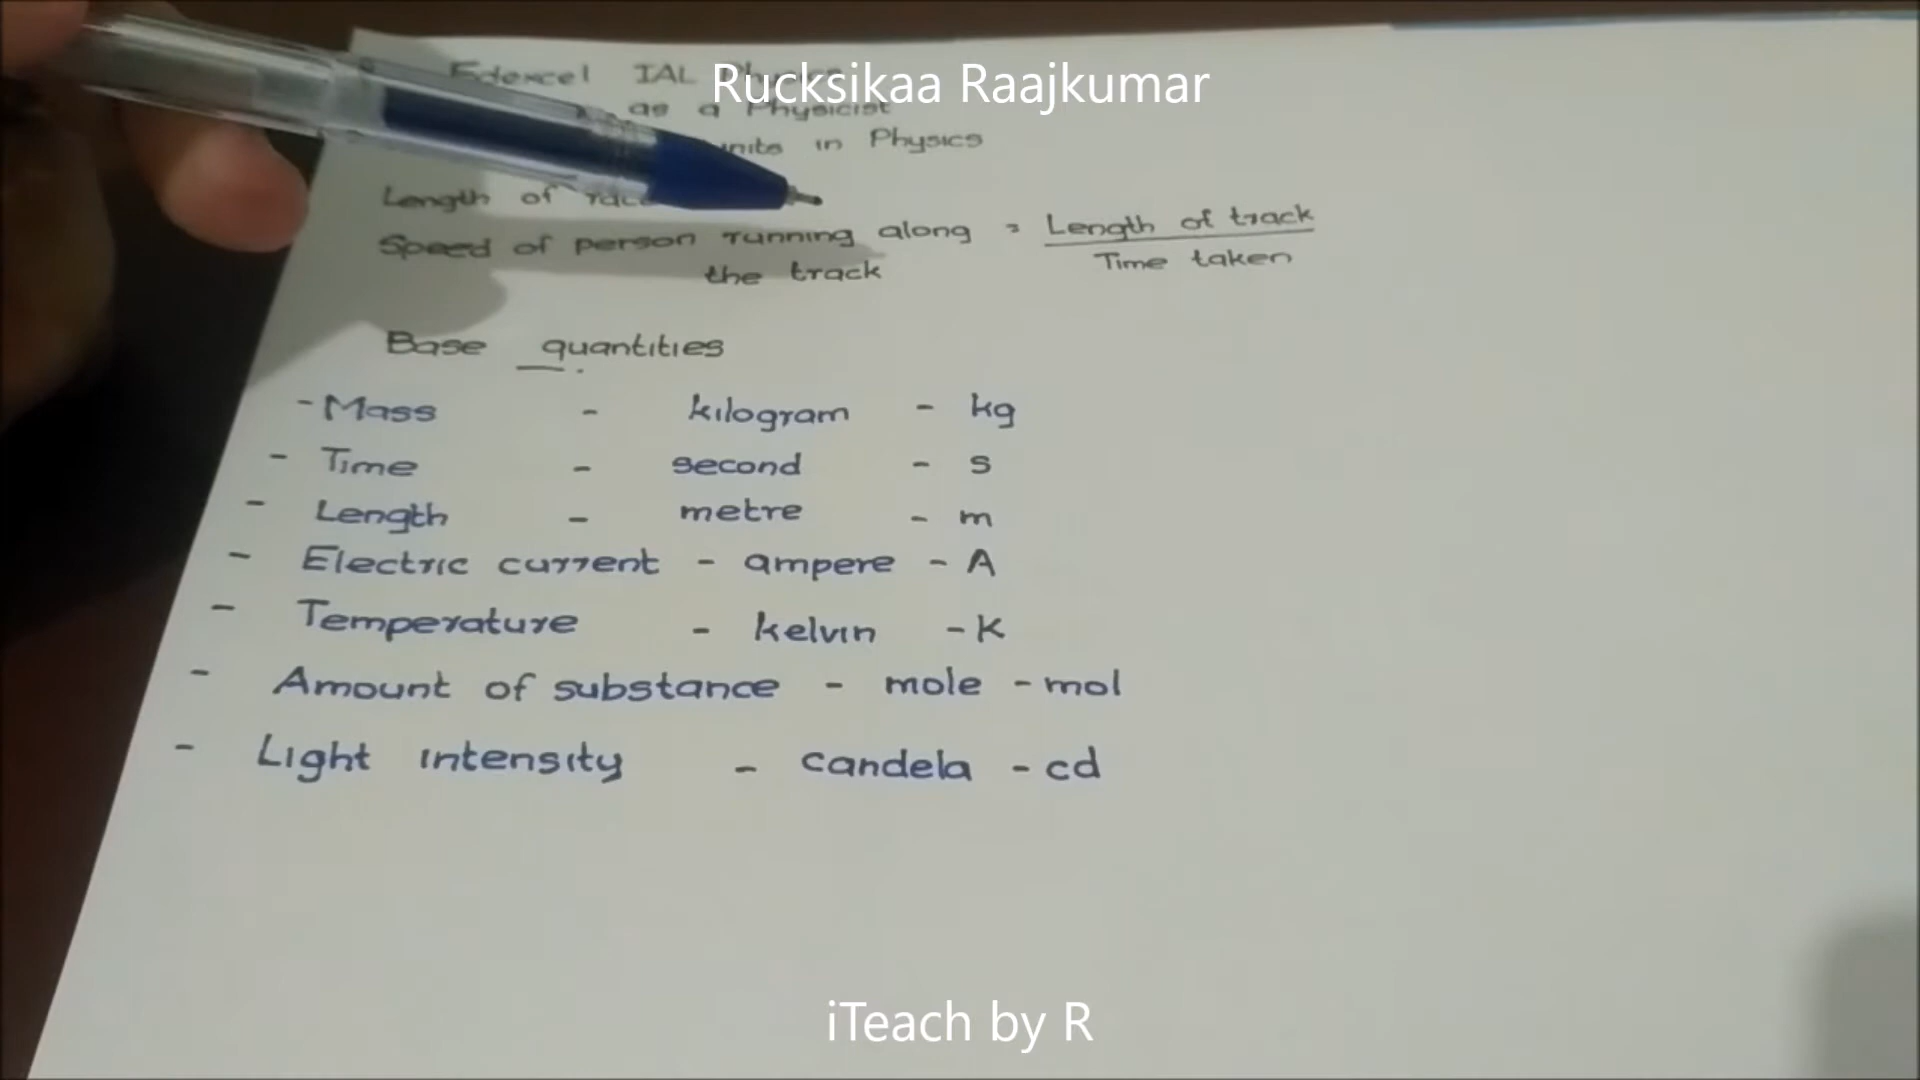 Edexcel IAL Physics
Rucksikaa Raajkumar
as a Physicist
units in Physics
Length of
Speed of person running along = Length of track
the track Time taken
Base quantities
- Mass - kilogram - kg
- Time - second - s
- Length - metre - m
- Electric current - ampere - A
- Temperature - kelvin - K
- Amount of substance - mole - mol
- Light intensity - candela - cd
iTeach by R